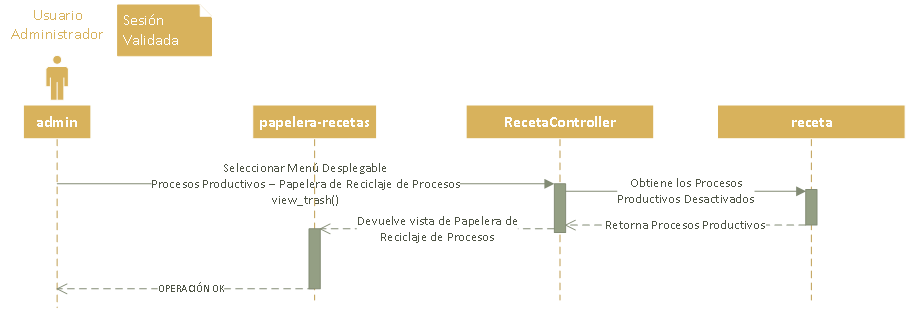 Usuario
Administrador
Sesión
Validada
admin
papelera-recetas
RecetaController
receta
Seleccionar Menú Desplegable
Procesos Productivos – Papelera de Reciclaje de Procesos
view_trash()
Obtiene los Procesos
Productivos Desactivados
Devuelve vista de Papelera de
Reciclaje de Procesos
Retorna Procesos Productivos
OPERACIÓN OK